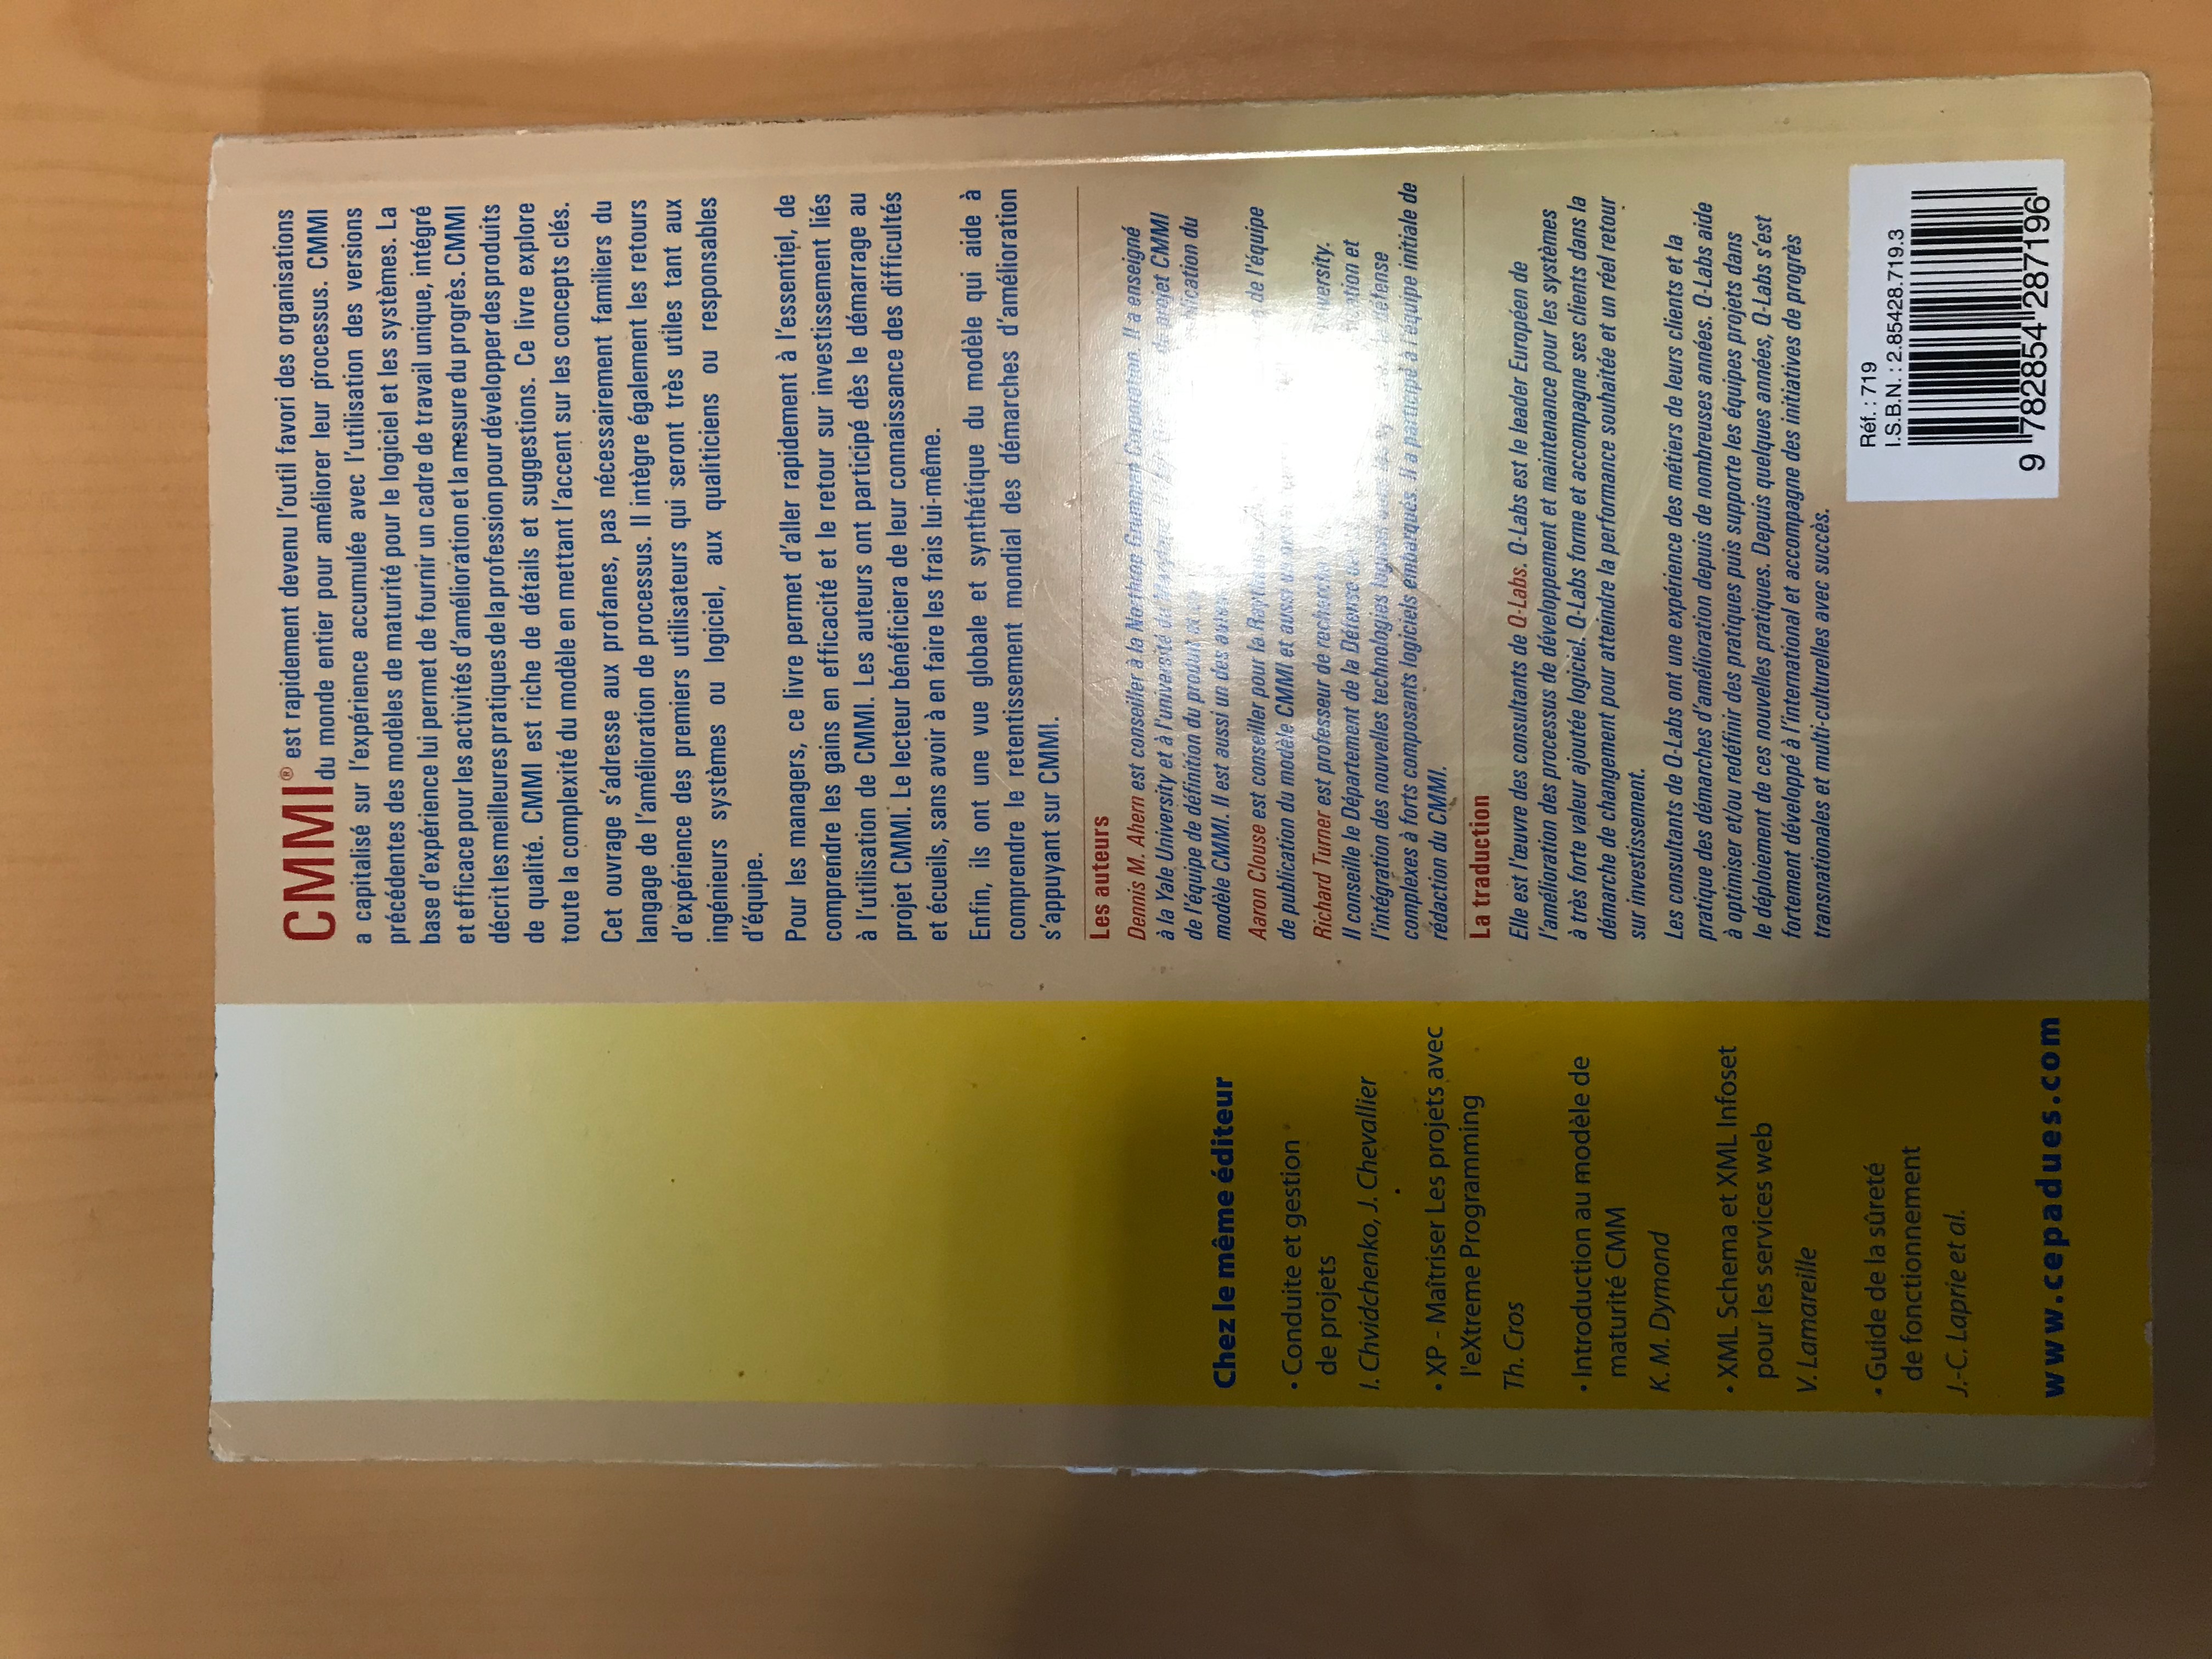 CMMI® est rapidement devenu l'outil favori des organisations
du monde entier pour améliorer leur processus. CMMI
a capitalisé sur l'expérience accumulée avec l'utilisation des versions
précédentes des modèles de maturité pour le logiciel et les systèmes. La
base d'expérience lui permet de fournir un cadre de travail unique, intégré
et efficace pour les activités d'amélioration et la mesure du progrès. CMMI
décrit les meilleures pratiques de la profession pour développer des produits
de qualité. CMMI est riche de détails et suggestions. Ce livre explore
toute la complexité du modèle en mettant l'accent sur les concepts clés.
Cet ouvrage s'adresse aux profanes, pas nécessairement familiers du
langage de l'amélioration de processus. Il intègre également les retours
d'expérience des premiers utilisateurs qui seront très utiles tant aux
ingénieurs systèmes ou logiciel, aux qualiticiens ou responsables
d'équipe.
Pour les managers, ce livre permet d'aller rapidement à l'essentiel, de
comprendre les gains en efficacité et le retour sur investissement liés
à l'utilisation de CMMI. Les auteurs ont participé dès le démarrage au
projet CMMI. Le lecteur bénéficiera de leur connaissance des difficultés
et écueils, sans avoir à en faire les frais lui-même.
Enfin, ils ont une vue globale et synthétique du modèle qui aide à
comprendre le retentissement mondial des démarches d'amélioration
s'appuyant sur CMMI.
Les auteurs
Dennis M. Ahern est conseiller à la Northrop Grumman Corporation. Il a enseigné
à la Yale University et à l'université du Maryland. projet CMMI
de l'équipe de définition du produit et publication du
modèle CMMI. Il est aussi un des
Aaron Clouse est conseiller pour la de l'équipe
de publication du modèle CMMI et aussi un des
Richard Turner est professeur de recherche University.
Il conseille le Département de la Défense et
l'intégration des nouvelles technologies défense
complexes à forts composants logiciels embarqués. Il a participé à l'équipe initiale de
rédaction du CMMI.
La traduction
Elle est l'œuvre des consultants de Q-Labs. Q-Labs est le leader Européen de
l'amélioration des processus de développement et maintenance pour les systèmes
à très forte valeur ajoutée logiciel. Q-Labs forme et accompagne ses clients dans la
démarche de changement pour atteindre la performance souhaitée et un réel retour
sur investissement.
Les consultants de Q-Labs ont une expérience des métiers de leurs clients et la
pratique des démarches d'amélioration depuis de nombreuses années. Q-Labs aide
à optimiser et/ou redéfinir des pratiques puis supporte les équipes projets dans
le déploiement de ces nouvelles pratiques. Depuis quelques années, Q-Labs s'est
fortement développé à l'international et accompagne des initiatives de progrès
transnationales et multi-culturelles avec succès.
Chez le même éditeur
• Conduite et gestion
de projets
I. Chvidchenko, J. Chevallier
• XP - Maîtriser Les projets avec
l'eXtreme Programming
Th. Cros
• Introduction au modèle de
maturité CMM
K. M. Dymond
• XML Schema et XML Infoset
pour les services web
V. Lamareille
• Guide de la sûreté
de fonctionnement
J.-C. Laprie et al.
www.cepadues.com
Réf. : 719
I.S.B.N. : 2.85428.719.3
9 782854 287196